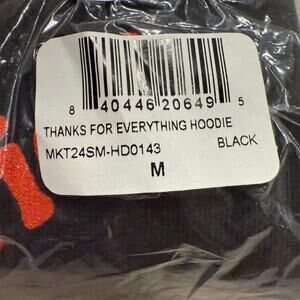 8 40446 20649 5
THANKS FOR EVERYTHING HOODIE
MKT24SM-HD0143 BLACK
M